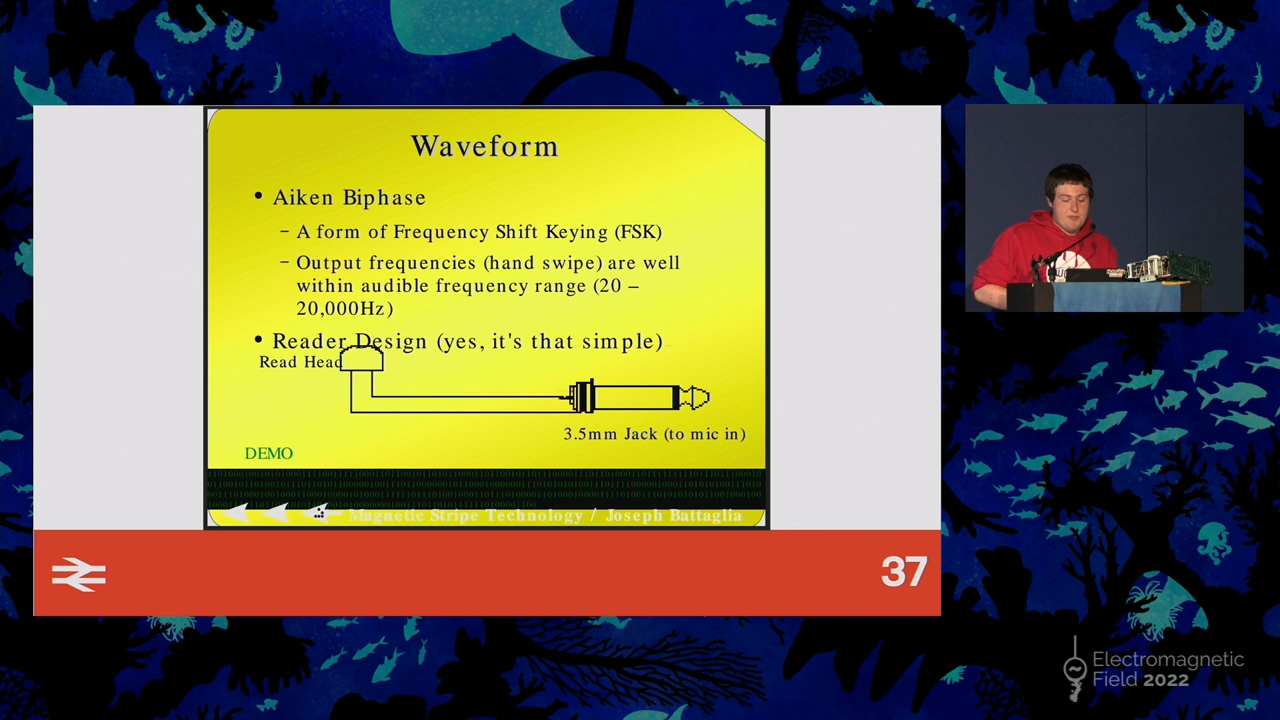 Waveform
• Aiken Biphase
– A form of Frequency Shift Keying (FSK)
– Output frequencies (hand swipe) are well
within audible frequency range (20 –
20,000Hz)
• Reader Design (yes, it's that simple)
Read Head
3.5mm Jack (to mic in)
DEMO
Magnetic Stripe Technology / Joseph Battaglia
37
Electromagnetic
Field 2022